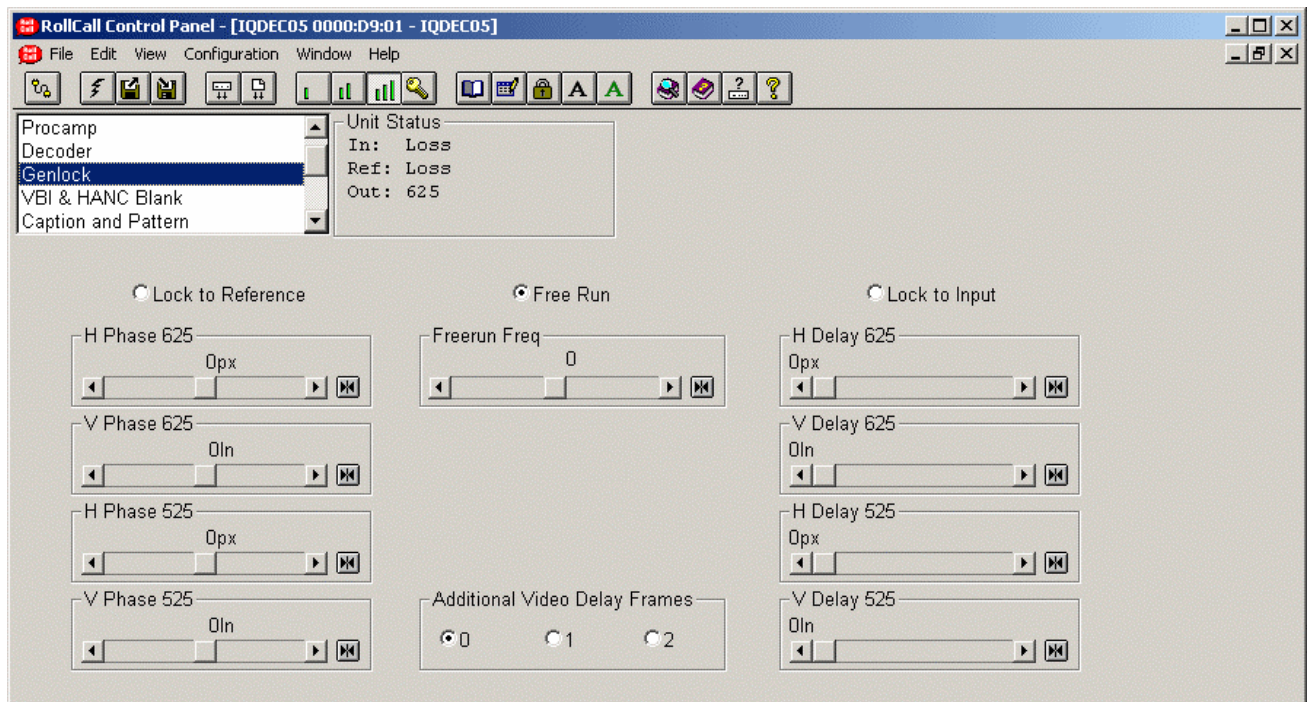 RollCall Control Panel - [IQDEC05 0000:D9:01 - IQDEC05]
File Edit View Configuration Window Help
Procamp
Decoder
Genlock
VBI & HANC Blank
Caption and Pattern
Unit Status
In: Loss
Ref: Loss
Out: 625
Lock to Reference
Free Run
Lock to Input
H Phase 625
0px
Freerun Freq
0
H Delay 625
0px
V Phase 625
0ln
V Delay 625
0ln
H Phase 525
0px
H Delay 525
0px
V Phase 525
0ln
Additional Video Delay Frames
0 1 2
V Delay 525
0ln